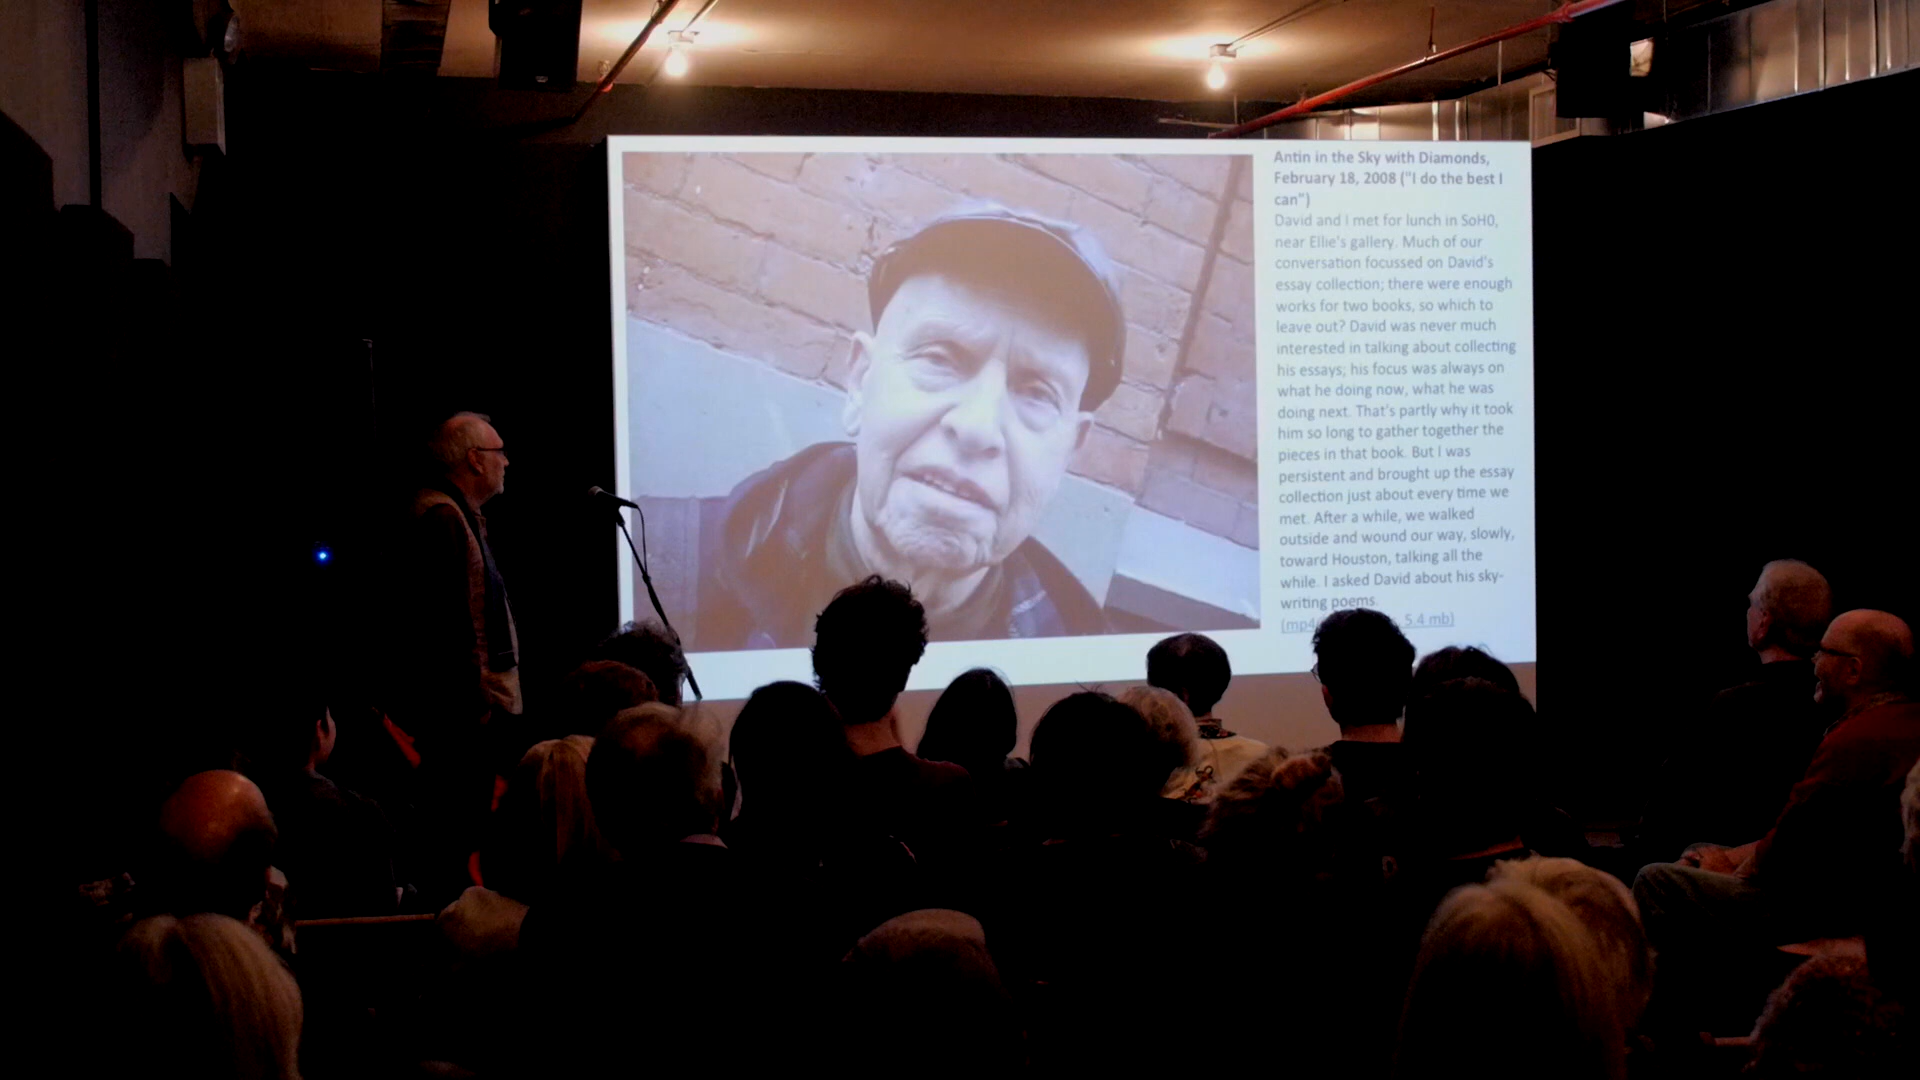 Antin in the Sky with Diamonds,
February 18, 2008 ("I do the best I
can")
David and I met for lunch in SoH0,
near Ellie's gallery. Much of our
conversation focussed on David's
essay collection; there were enough
works for two books, so which to
leave out? David was never much
interested in talking about collecting
his essays; his focus was always on
what he doing now, what he was
doing next. That's partly why it took
him so long to gather together the
pieces in that book. But I was
persistent and brought up the essay
collection just about every time we
met. After a while, we walked
outside and wound our way, slowly,
toward Houston, talking all the
while. I asked David about his sky-
writing poems.
(mp4, 5.4 mb)